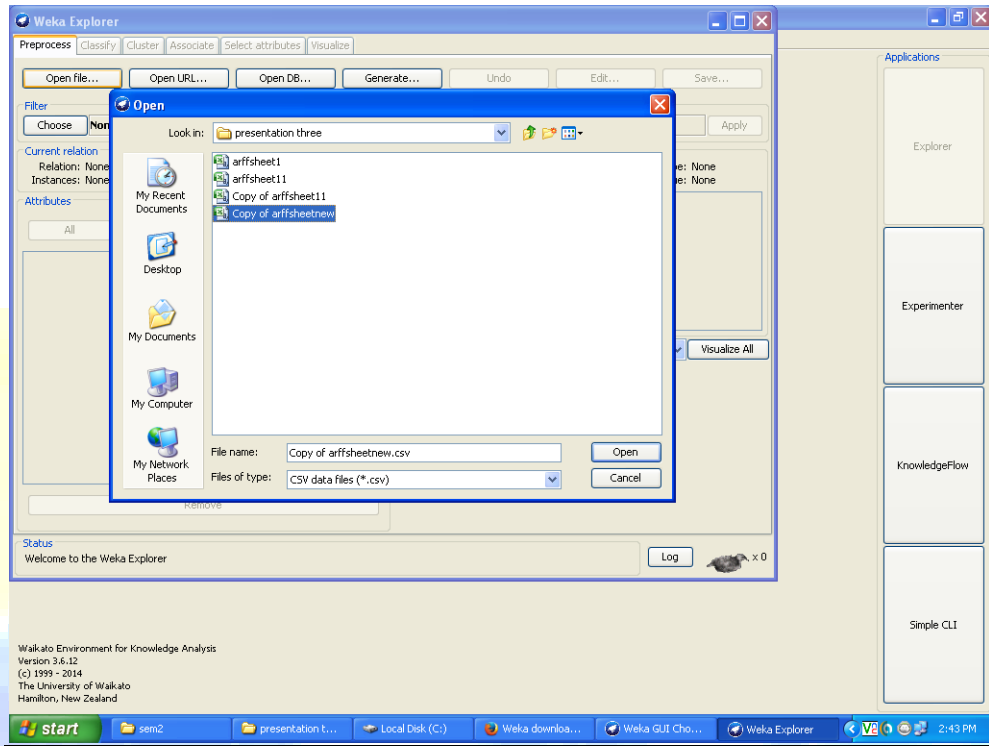 Weka Explorer
Preprocess Classify Cluster Associate Select attributes Visualize
Applications
Open file... Open URL... Open DB... Generate... Undo Edit... Save...
Filter
Choose Non Apply
Open
Look in: presentation three
Explorer
Current relation
Relation: None
Instances: None
pe: None
ne: None
Attributes
All
arffsheet1
arffsheet11
Copy of arffsheet11
Copy of arffsheetnew
My Recent
Documents
Desktop
My Documents
My Computer
My Network
Places
Experimenter
Visualize All
File name: Copy of arffsheetnew.csv Open
Files of type: CSV data files (*.csv) Cancel
KnowledgeFlow
Remove
Status
Welcome to the Weka Explorer Log x 0
Simple CLI
Waikato Environment for Knowledge Analysis
Version 3.6.12
(c) 1999 - 2014
The University of Waikato
Hamilton, New Zealand
start sem2 presentation t... Local Disk (C:) Weka downloa... Weka GUI Cho... Weka Explorer 2:43 PM